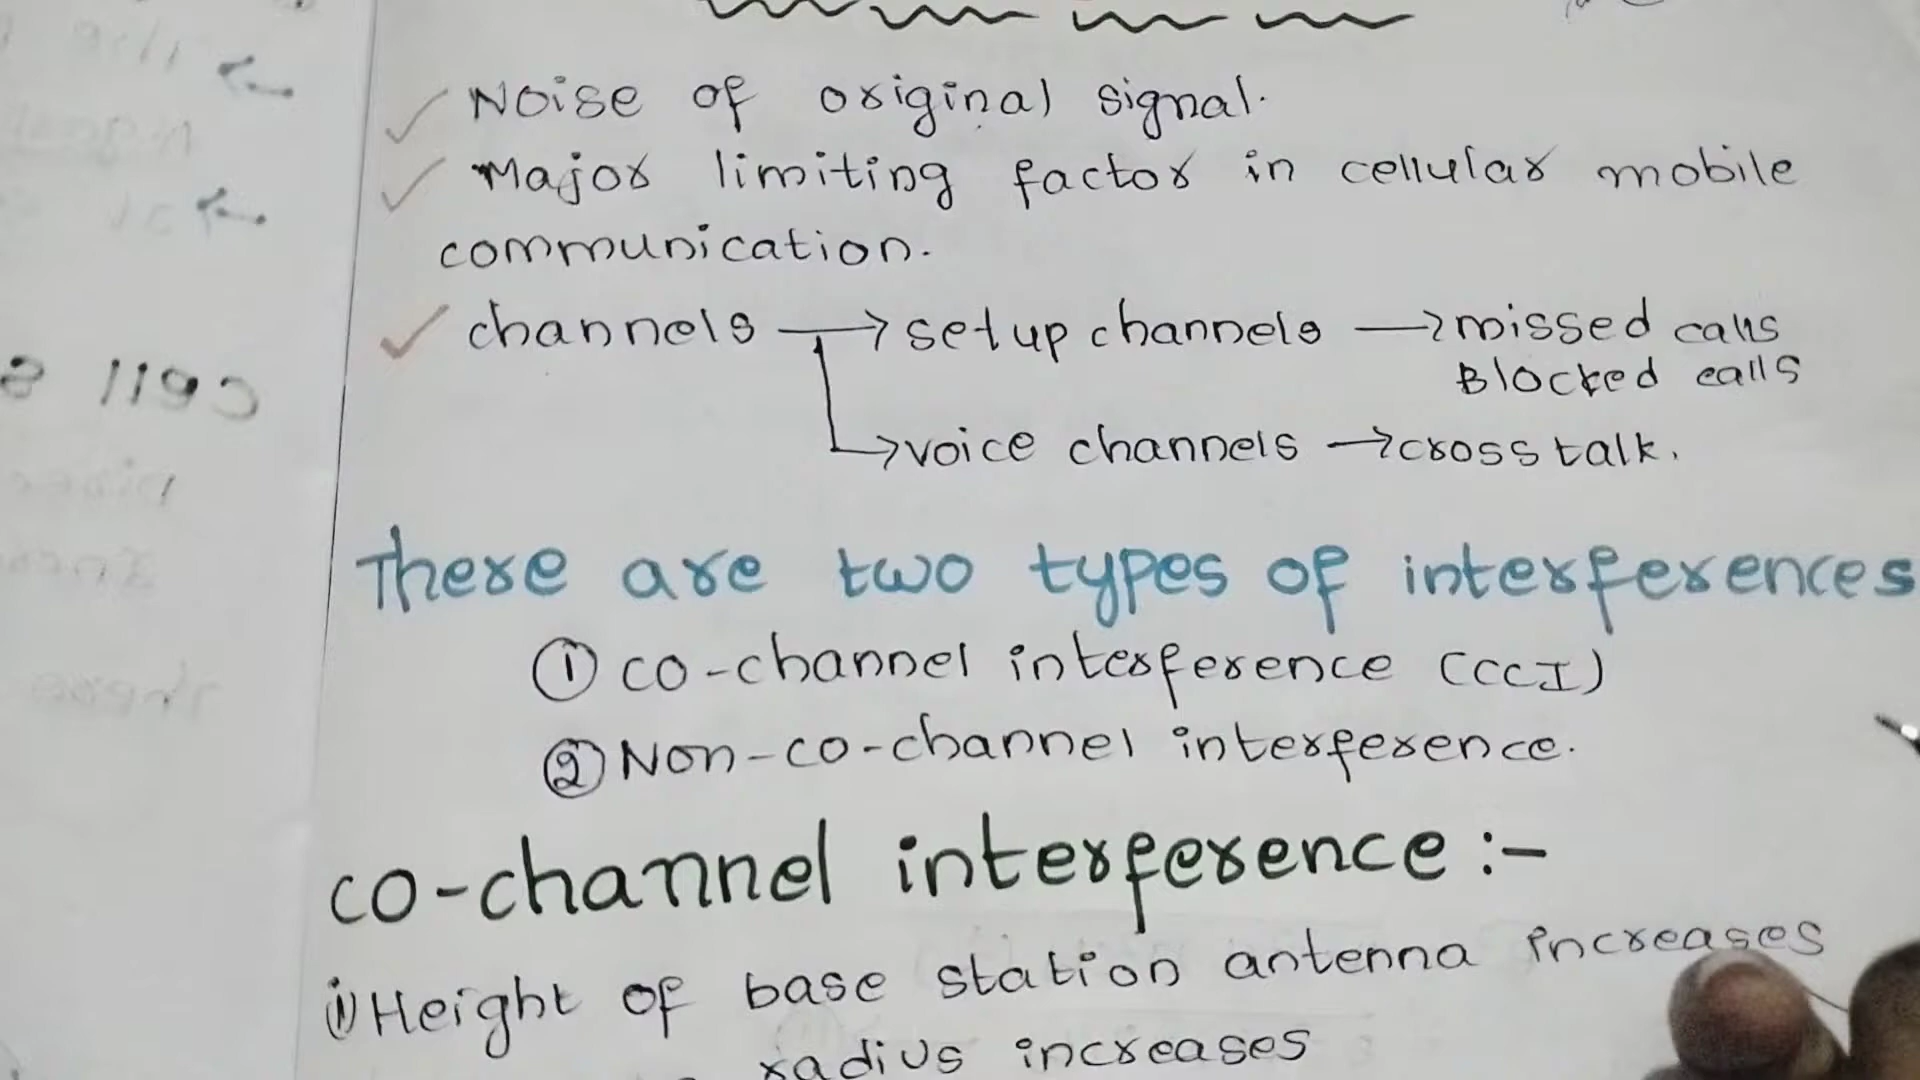 Noise of original signal.
Major limiting factor in cellular mobile
communication.
channels → setup channels → missed calls
Blocked calls
→ voice channels → cross talk.
There are two types of interferences
① co-channel interference (CCI)
② Non-co-channel interference.
co-channel interference :-
i) Height of base station antenna increases
radius increases